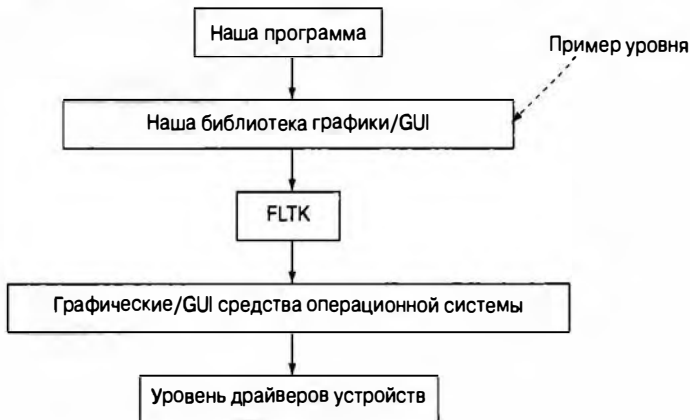 Наша программа
Пример уровня
Наша библиотека графики/GUI
FLTK
Графические/GUI средства операционной системы
Уровень драйверов устройств